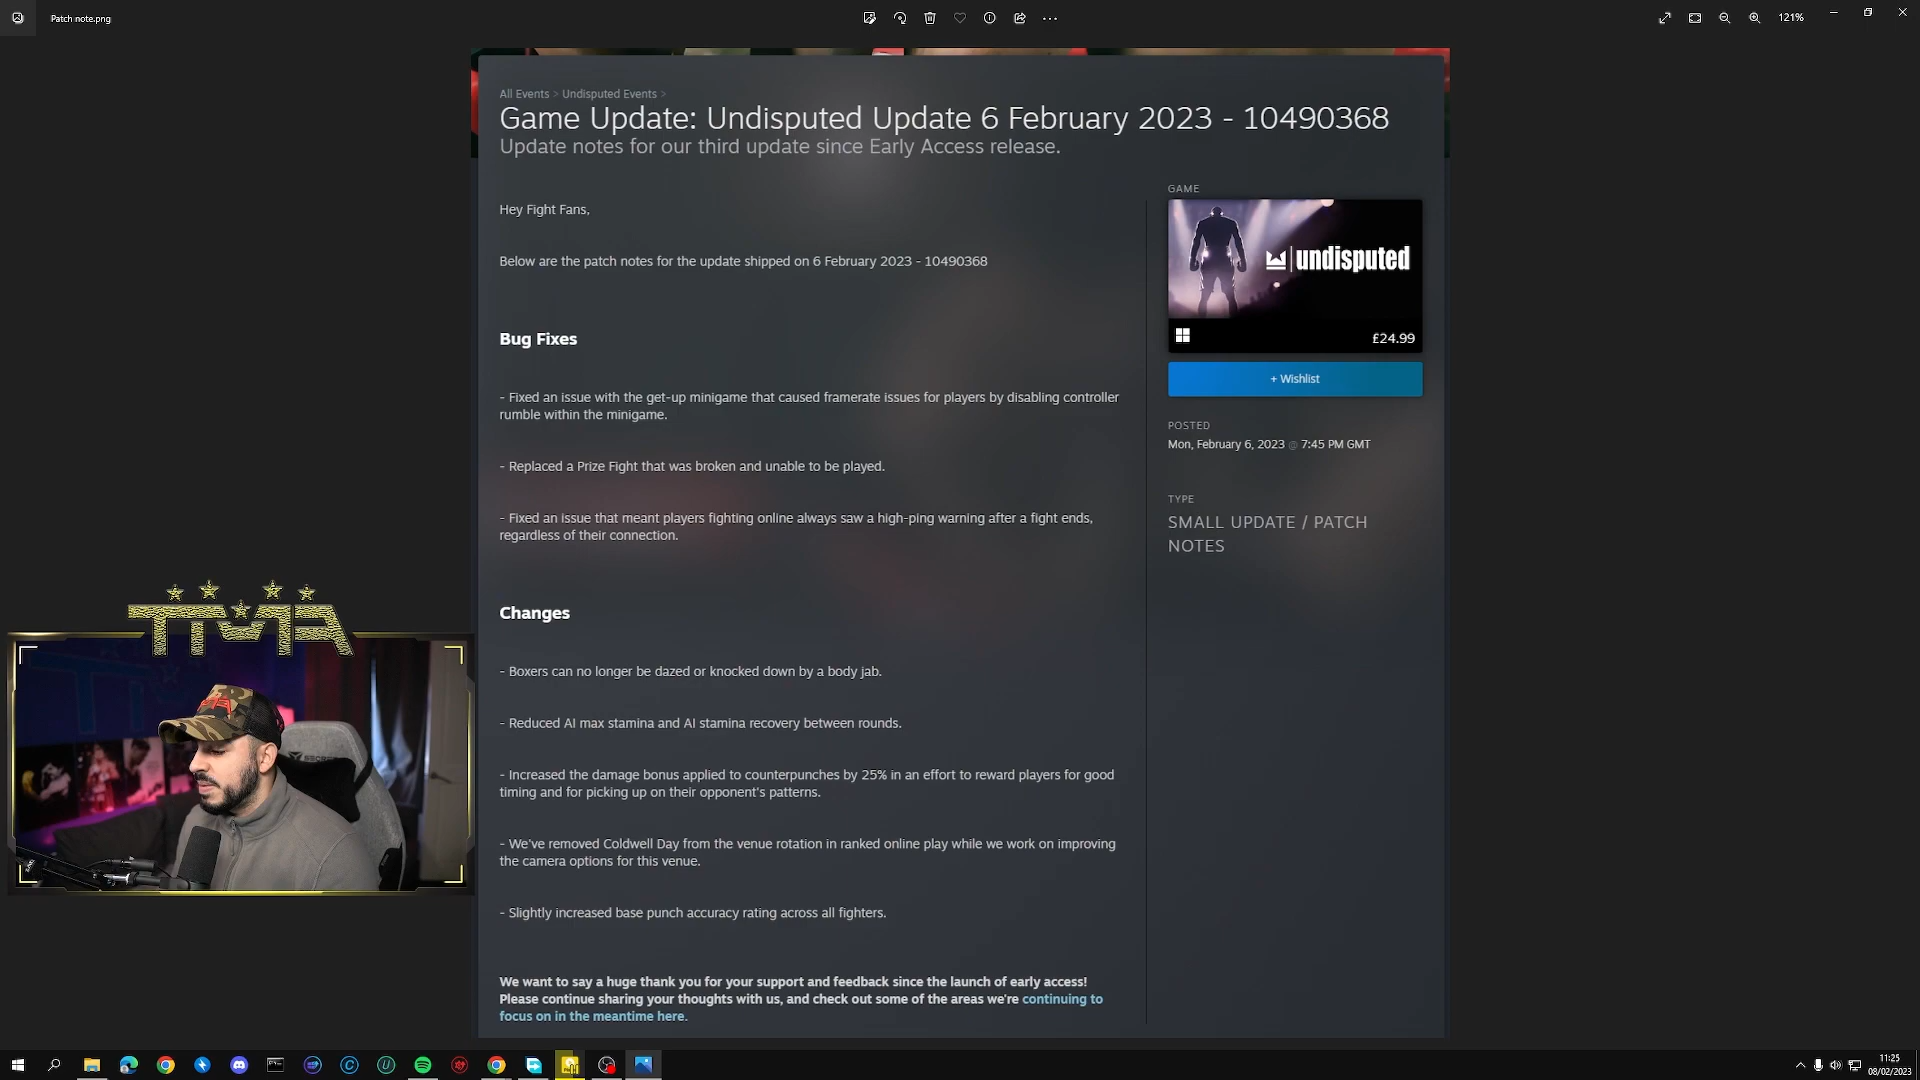 Patch note.png
121%
All Events > Undisputed Events >
Game Update: Undisputed Update 6 February 2023 - 10490368
Update notes for our third update since Early Access release.
Hey Fight Fans,
Below are the patch notes for the update shipped on 6 February 2023 - 10490368
Bug Fixes
- Fixed an issue with the get-up minigame that caused framerate issues for players by disabling controller
rumble within the minigame.
- Replaced a Prize Fight that was broken and unable to be played.
- Fixed an issue that meant players fighting online always saw a high-ping warning after a fight ends,
regardless of their connection.
Changes
- Boxers can no longer be dazed or knocked down by a body jab.
- Reduced AI max stamina and AI stamina recovery between rounds.
- Increased the damage bonus applied to counterpunches by 25% in an effort to reward players for good
timing and for picking up on their opponent's patterns.
- We've removed Coldwell Day from the venue rotation in ranked online play while we work on improving
the camera options for this venue.
- Slightly increased base punch accuracy rating across all fighters.
We want to say a huge thank you for your support and feedback since the launch of early access!
Please continue sharing your thoughts with us, and check out some of the areas we're continuing to
focus on in the meantime here.
GAME
undisputed
£24.99
+ Wishlist
POSTED
Mon, February 6, 2023 @ 7:45 PM GMT
TYPE
SMALL UPDATE / PATCH
NOTES
11:25
08/02/2023